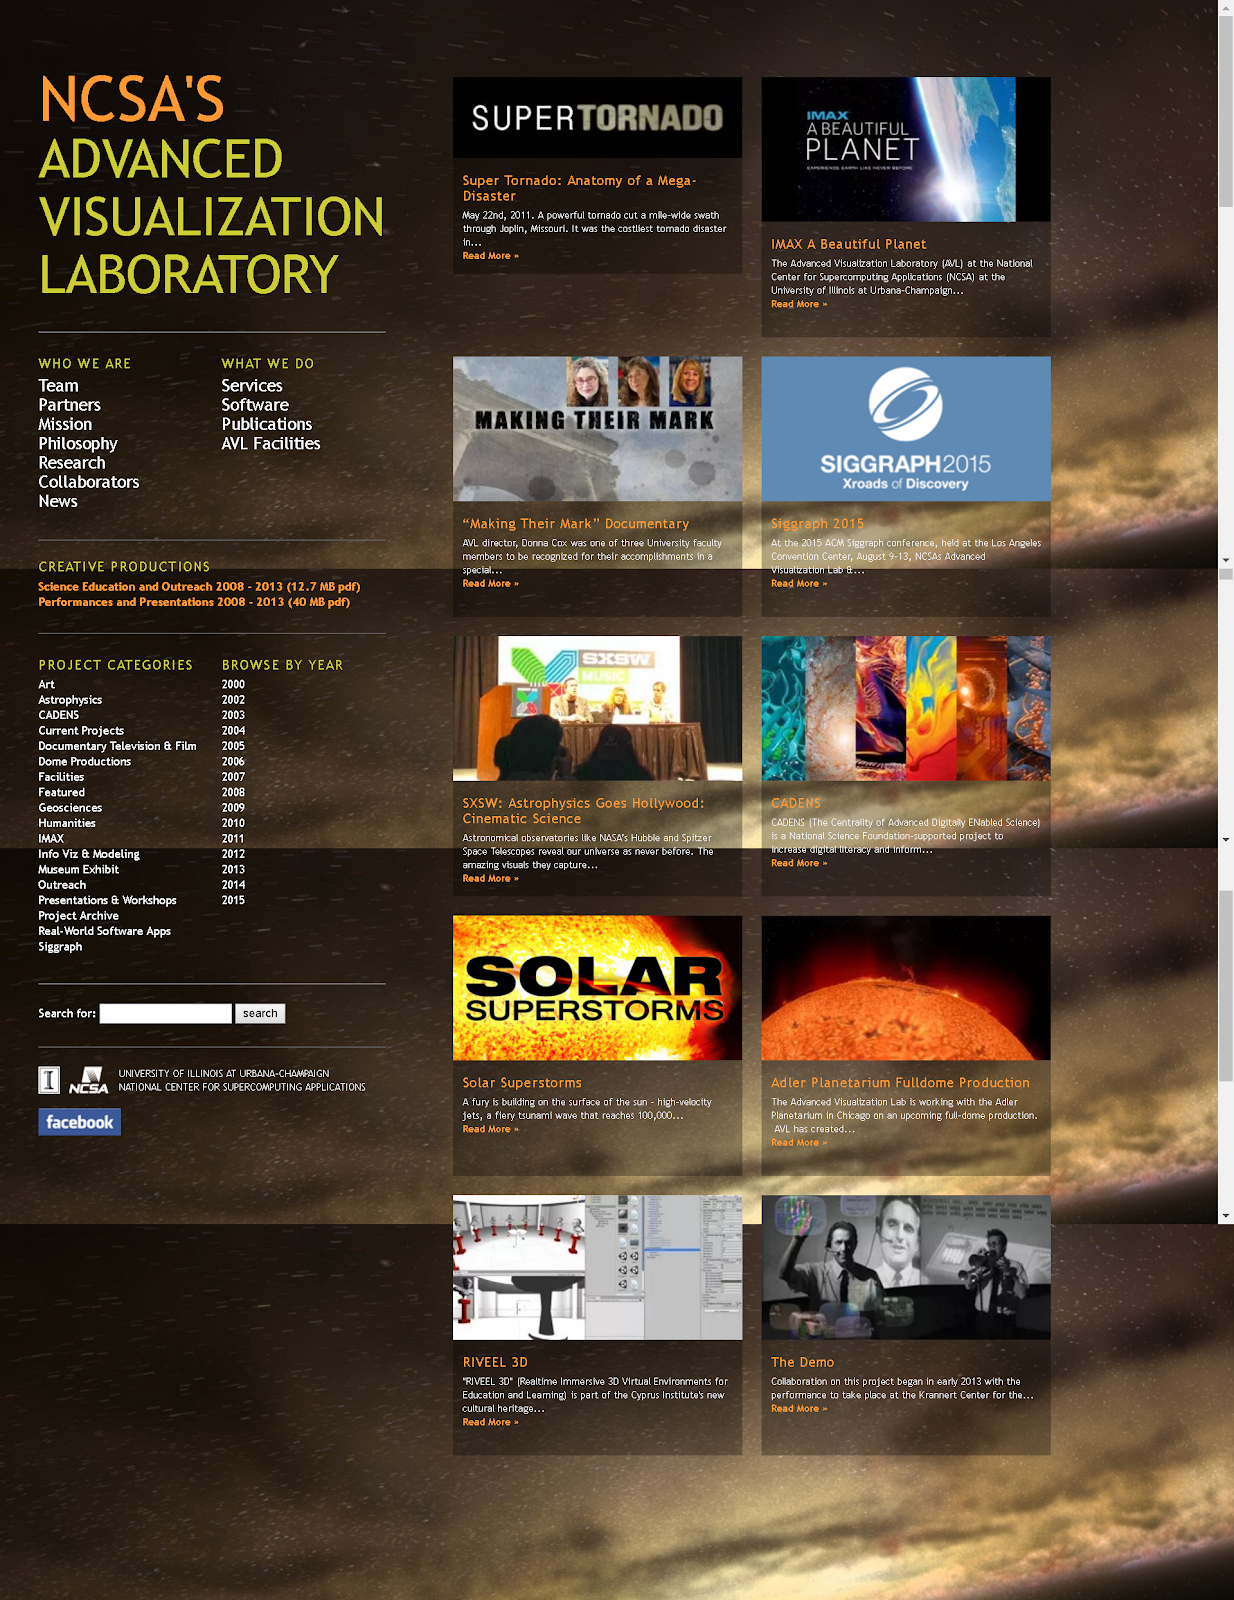 NCSA'S
ADVANCED
VISUALIZATION
LABORATORY
WHO WE ARE
Team
Partners
Mission
Philosophy
Research
Collaborators
News
WHAT WE DO
Services
Software
Publications
AVL Facilities
CREATIVE PRODUCTIONS
Science Education and Outreach 2008 - 2013 (12.7 MB pdf)
Performances and Presentations 2008 - 2013 (40 MB pdf)
PROJECT CATEGORIES
Art
Astrophysics
CADENS
Current Projects
Documentary Television & Film
Dome Productions
Facilities
Featured
Geosciences
Humanities
IMAX
Info Viz & Modeling
Museum Exhibit
Outreach
Presentations & Workshops
Project Archive
Real-World Software Apps
Siggraph
BROWSE BY YEAR
2000
2002
2003
2004
2005
2006
2007
2008
2009
2010
2011
2012
2013
2014
2015
Search for:
search
I
NCSA
UNIVERSITY OF ILLINOIS AT URBANA-CHAMPAIGN
NATIONAL CENTER FOR SUPERCOMPUTING APPLICATIONS
facebook
SUPERTORNADO
Super Tornado: Anatomy of a Mega-
Disaster
May 22nd, 2011. A powerful tornado cut a mile-wide swath
through Joplin, Missouri. It was the costliest tornado disaster
in...
Read More »
IMAX
A BEAUTIFUL
PLANET
EXPERIENCE EARTH LIKE NEVER BEFORE
IMAX A Beautiful Planet
The Advanced Visualization Laboratory (AVL) at the National
Center for Supercomputing Applications (NCSA) at the
University of Illinois at Urbana-Champaign...
Read More »
MAKING THEIR MARK
“Making Their Mark” Documentary
AVL director, Donna Cox was one of three University faculty
members to be recognized for their accomplishments in a
special...
Read More »
SIGGRAPH2015
Xroads of Discovery
Siggraph 2015
At the 2015 ACM Siggraph conference, held at the Los Angeles
Convention Center, August 9-13, NCSAs Advanced
Visualization Lab &...
Read More »
SXSW
MUSIC
SXSW: Astrophysics Goes Hollywood:
Cinematic Science
Astronomical observatories like NASA's Hubble and Spitzer
Space Telescopes reveal our universe as never before. The
amazing visuals they capture...
Read More »
CADENS
CADENS (The Centrality of Advanced Digitally ENabled Science)
is a National Science Foundation-supported project to
increase digital literacy and inform...
Read More »
SOLAR
SUPERSTORMS
Solar Superstorms
A fury is building on the surface of the sun - high-velocity
jets, a fiery tsunami wave that reaches 100,000...
Read More »
Adler Planetarium Fulldome Production
The Advanced Visualization Lab is working with the Adler
Planetarium in Chicago on an upcoming full-dome production.
AVL has created...
Read More »
RIVEEL 3D
"RIVEEL 3D" (Realtime Immersive 3D Virtual Environments for
Education and Learning) is part of the Cyprus Institute's new
cultural heritage...
Read More »
The Demo
Collaboration on this project began in early 2013 with the
performance to take place at the Krannert Center for the...
Read More »